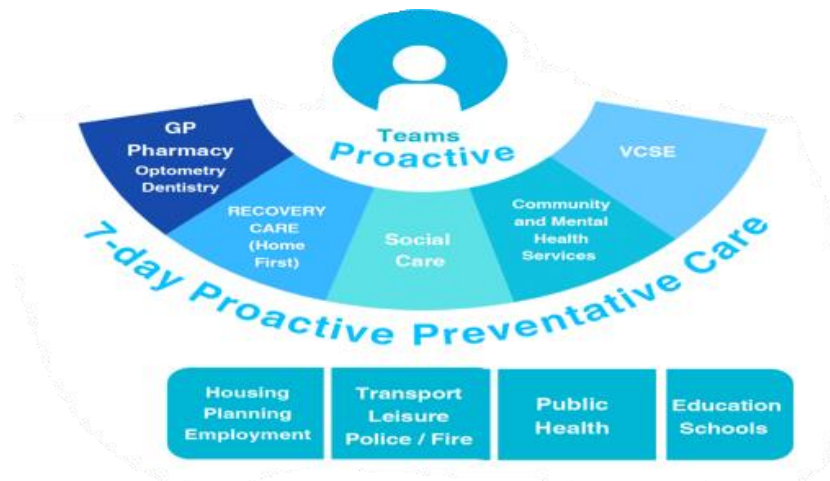 Teams
Proactive
GP
Pharmacy
Optometry
Dentistry
RECOVERY
CARE
(Home
First)
Social
Care
Community
and Mental
Health
Services
VCSE
7-day Proactive Preventative Care
Housing
Planning
Employment
Transport
Leisure
Police / Fire
Public
Health
Education
Schools